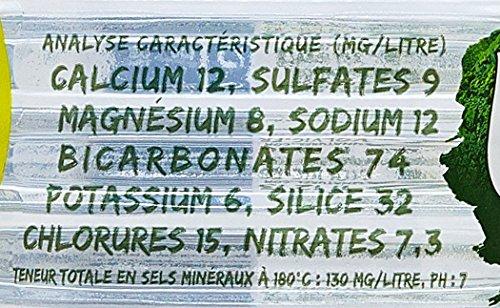 ANALYSE CARACTÉRISTIQUE (MG/LITRE)
CALCIUM 12, SULFATES 9
MAGNÉSIUM 8, SODIUM 12
BICARBONATES 74
POTASSIUM 6, SILICE 32
CHLORURES 15, NITRATES 7,3
TENEUR TOTALE EN SELS MINÉRAUX À 180°C : 130 MG/LITRE, PH : 7